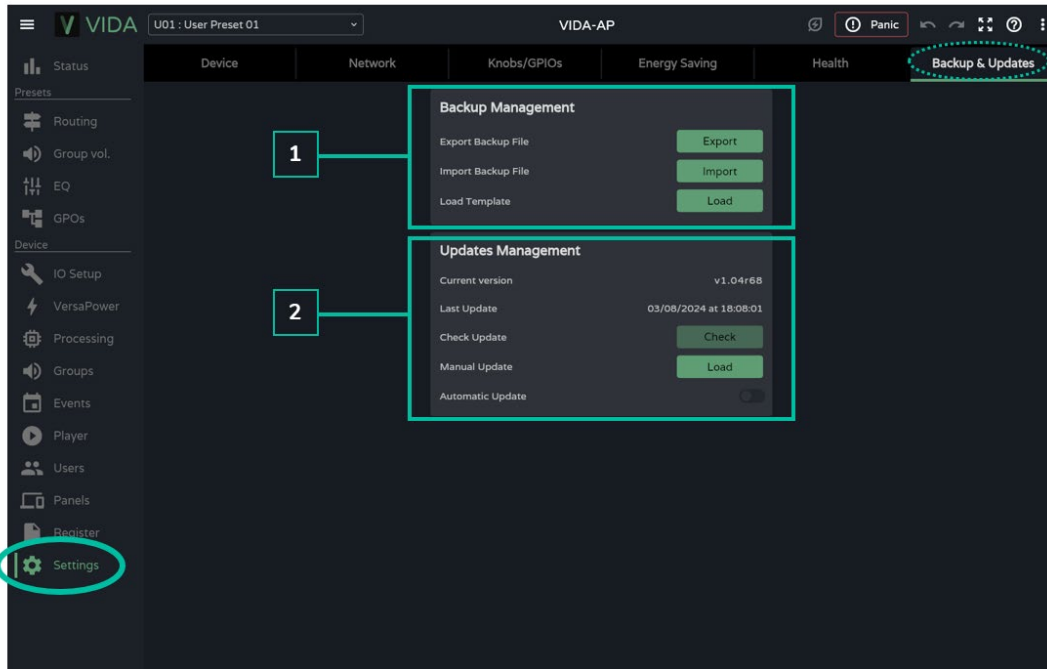 VIDA
U01 : User Preset 01
VIDA-AP
Panic
Status
Device
Network
Knobs/GPIOs
Energy Saving
Health
Backup & Updates
Presets
Routing
Group vol.
EQ
GPOs
Device
IO Setup
VersaPower
Processing
Groups
Events
Player
Users
Panels
Register
Settings
1
Backup Management
Export Backup File Export
Import Backup File Import
Load Template Load
2
Updates Management
Current version v1.04r68
Last Update 03/08/2024 at 18:08:01
Check Update Check
Manual Update Load
Automatic Update